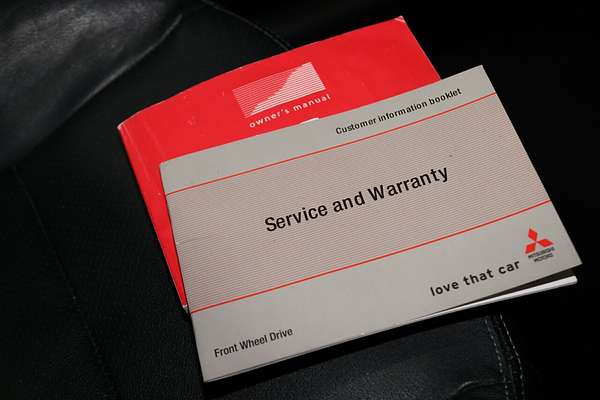 owner's manual
Customer information booklet
Service and Warranty
MITSUBISHI
MOTORS
love that car
Front Wheel Drive